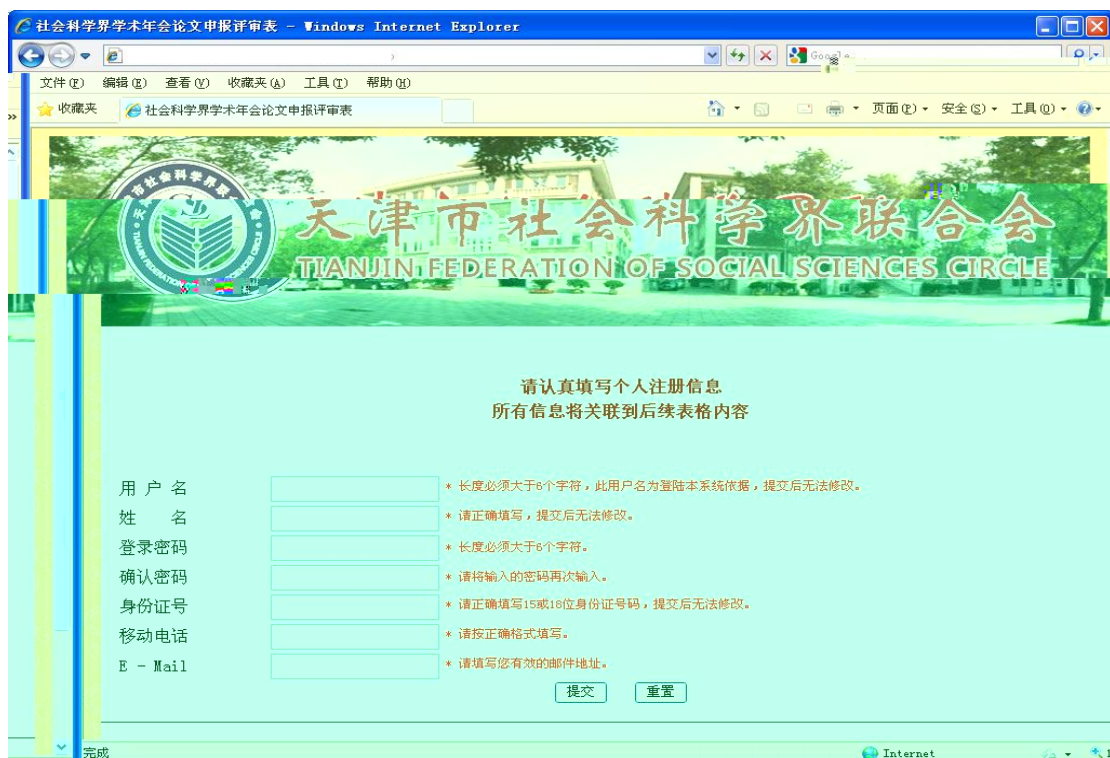 社会科学界学术年会论文申报评审表 - Windows Internet Explorer
文件(F) 编辑(E) 查看(V) 收藏夹(A) 工具(T) 帮助(H)
收藏夹 社会科学界学术年会论文申报评审表 页面(P) 安全(S) 工具(O)
天津市社会科学界联合会
TIANJIN FEDERATION OF SOCIAL SCIENCES CIRCLE
请认真填写个人注册信息
所有信息将关联到后续表格内容
用 户 名 * 长度必须大于6个字符，此用户名为登陆本系统依据，提交后无法修改。
姓 名 * 请正确填写，提交后无法修改。
登录密码 * 长度必须大于6个字符。
确认密码 * 请将输入的密码再次输入。
身份证号 * 请正确填写15或18位身份证号码，提交后无法修改。
移动电话 * 请按正确格式填写。
E - Mail * 请填写您有效的邮件地址。
提交 重置
完成 Internet